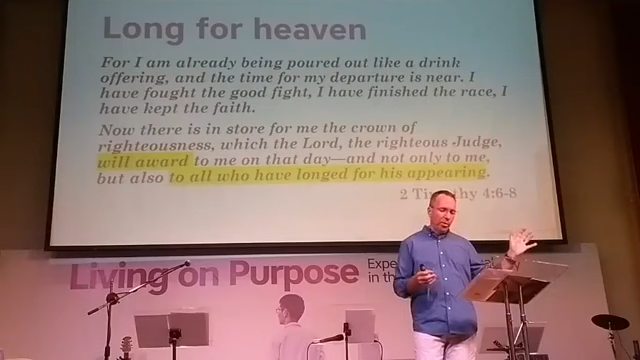 Long for heaven
For I am already being poured out like a drink
offering, and the time for my departure is near. I
have fought the good fight, I have finished the race, I
have kept the faith.
Now there is in store for me the crown of
righteousness, which the Lord, the righteous Judge,
will award to me on that day—and not only to me,
but also to all who have longed for his appearing.
2 Timothy 4:6-8
Living on Purpose
in th